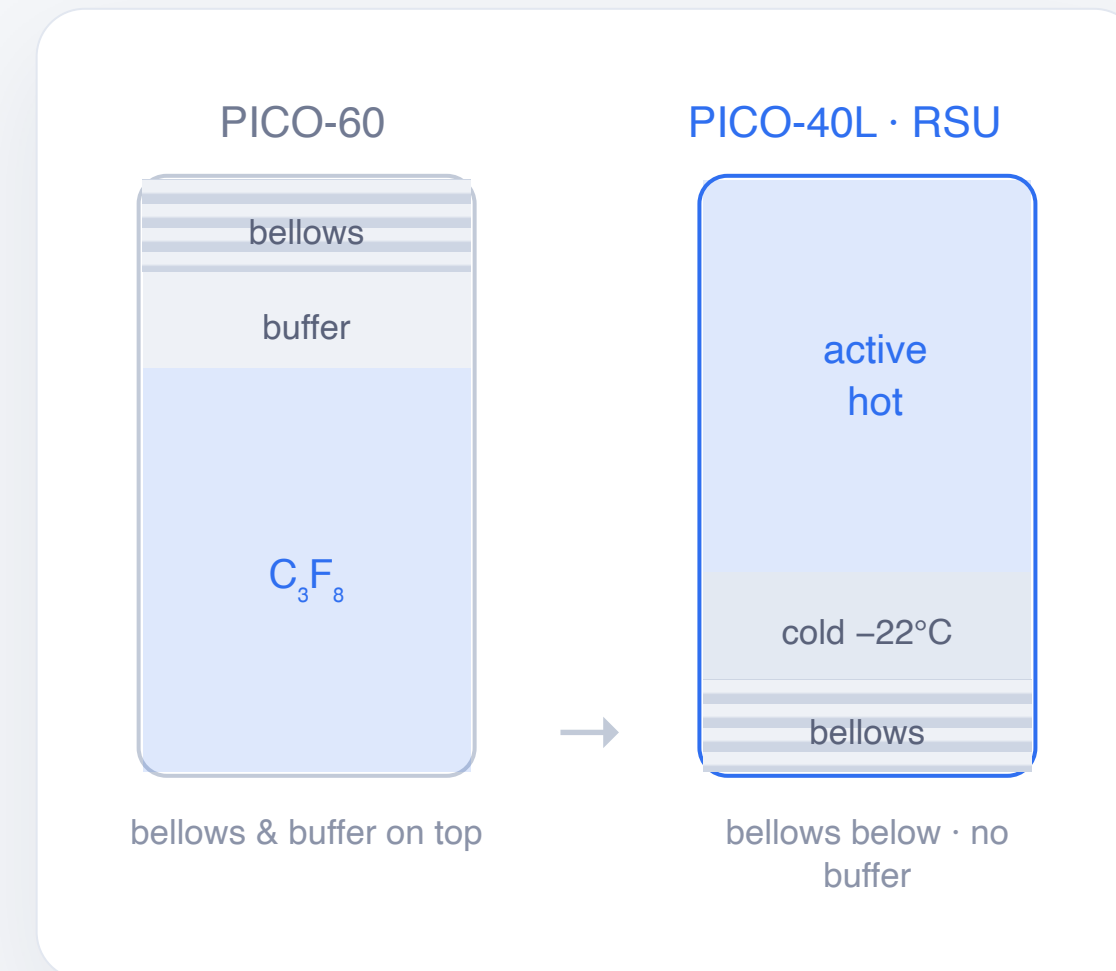 PICO-60
bellows
buffer
C₃F₈
bellows & buffer on top
PICO-40L · RSU
active
hot
cold −22°C
bellows
bellows below · no
buffer